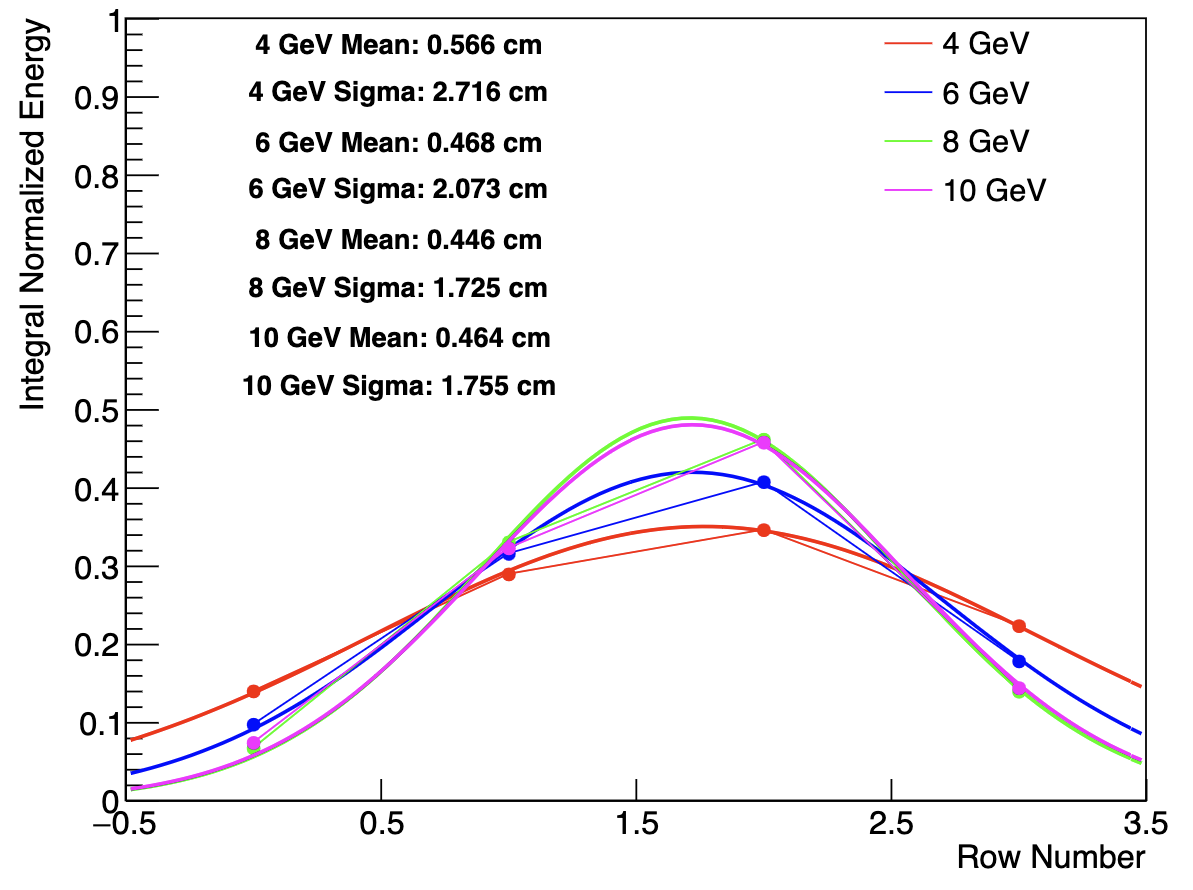 Integral Normalized Energy
1
0.9
0.8
0.7
0.6
0.5
0.4
0.3
0.2
0.1
0
4 GeV Mean: 0.566 cm
4 GeV Sigma: 2.716 cm
6 GeV Mean: 0.468 cm
6 GeV Sigma: 2.073 cm
8 GeV Mean: 0.446 cm
8 GeV Sigma: 1.725 cm
10 GeV Mean: 0.464 cm
10 GeV Sigma: 1.755 cm
4 GeV
6 GeV
8 GeV
10 GeV
−0.5 0.5 1.5 2.5 3.5
Row Number